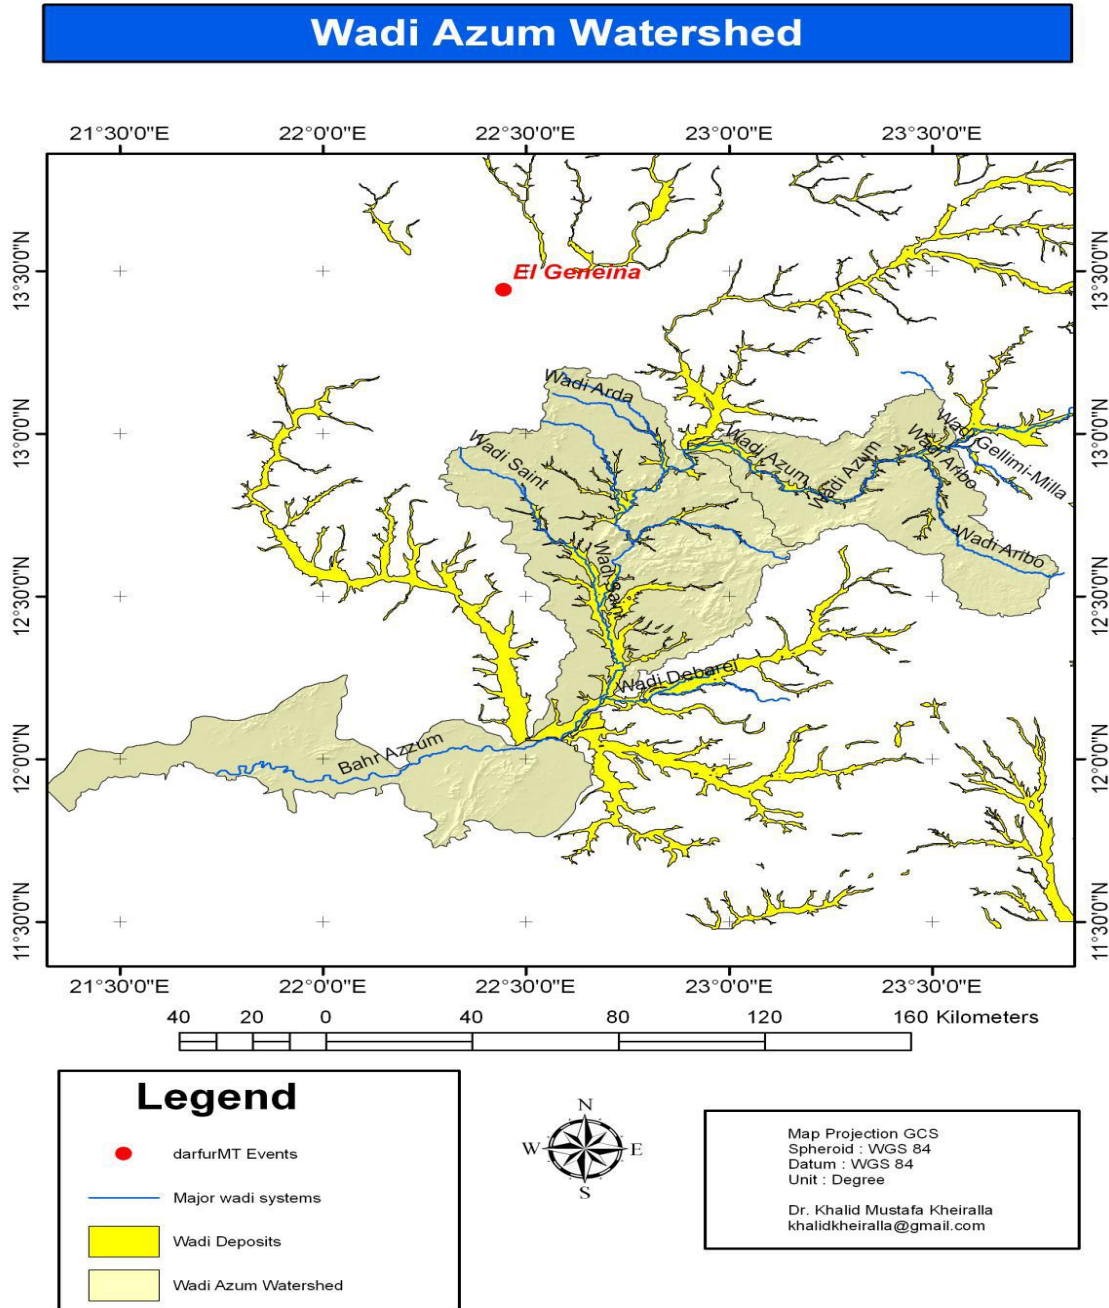 Wadi Azum Watershed
21°30'0"E 22°00'0"E 22°30'0"E 23°00'0"E 23°30'0"E
13°30'0"N 13°30'0"N
El Geneina
Wadi Arda
13°0'0"N 13°0'0"N
Wadi Saint
Wadi Azum
Wadi Azum
Wadi Aribo
Wadi Gellimi-Milla
Wadi Aribo
Wadi Saint
12°30'0"N 12°30'0"N
Wadi Debarei
Bahr Azzum
12°0'0"N 12°0'0"N
11°30'0"N 11°30'0"N
21°30'0"E 22°00'0"E 22°30'0"E 23°00'0"E 23°30'0"E
40 20 0 40 80 120 160 Kilometers
Legend
darfurMT Events
Major wadi systems
Wadi Deposits
Wadi Azum Watershed
N
W E
S
Map Projection GCS
Spheroid : WGS 84
Datum : WGS 84
Unit : Degree
Dr. Khalid Mustafa Kheiralla
khalidkheiralla@gmail.com